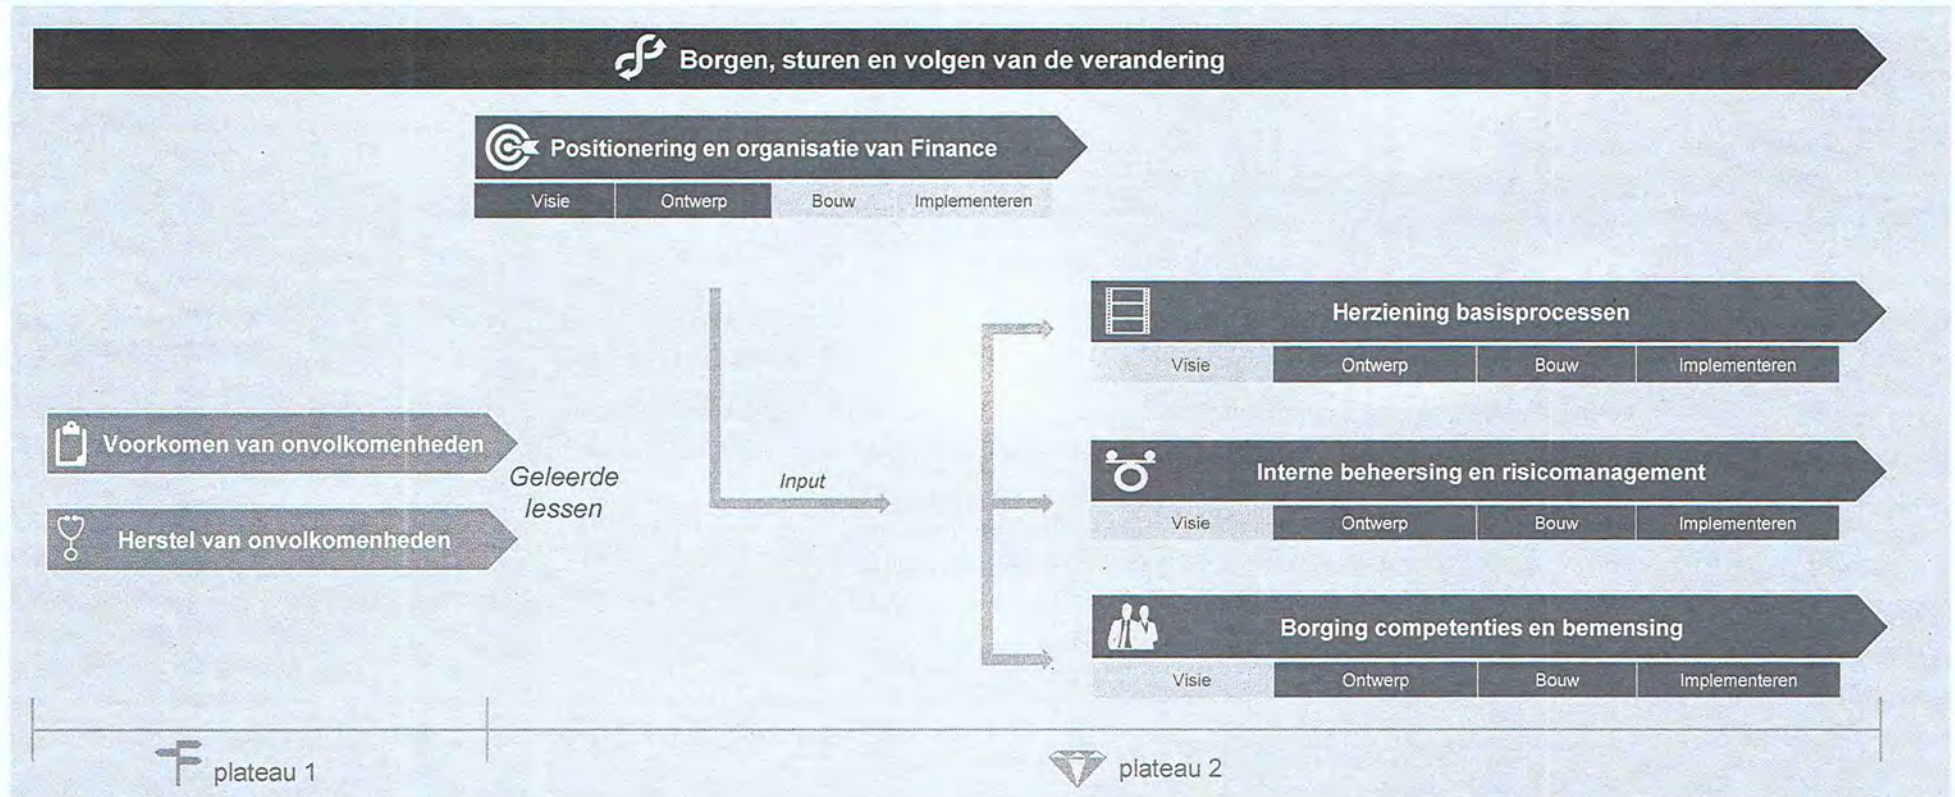 Borgen, sturen en volgen van de verandering
Positionering en organisatie van Finance
Visie Ontwerp Bouw Implementeren
Herziening basisprocessen
Visie Ontwerp Bouw Implementeren
Voorkomen van onvolkomenheden
Geleerde
lessen
Input
Interne beheersing en risicomanagement
Visie Ontwerp Bouw Implementeren
Herstel van onvolkomenheden
Borging competenties en bemensing
Visie Ontwerp Bouw Implementeren
plateau 1
plateau 2